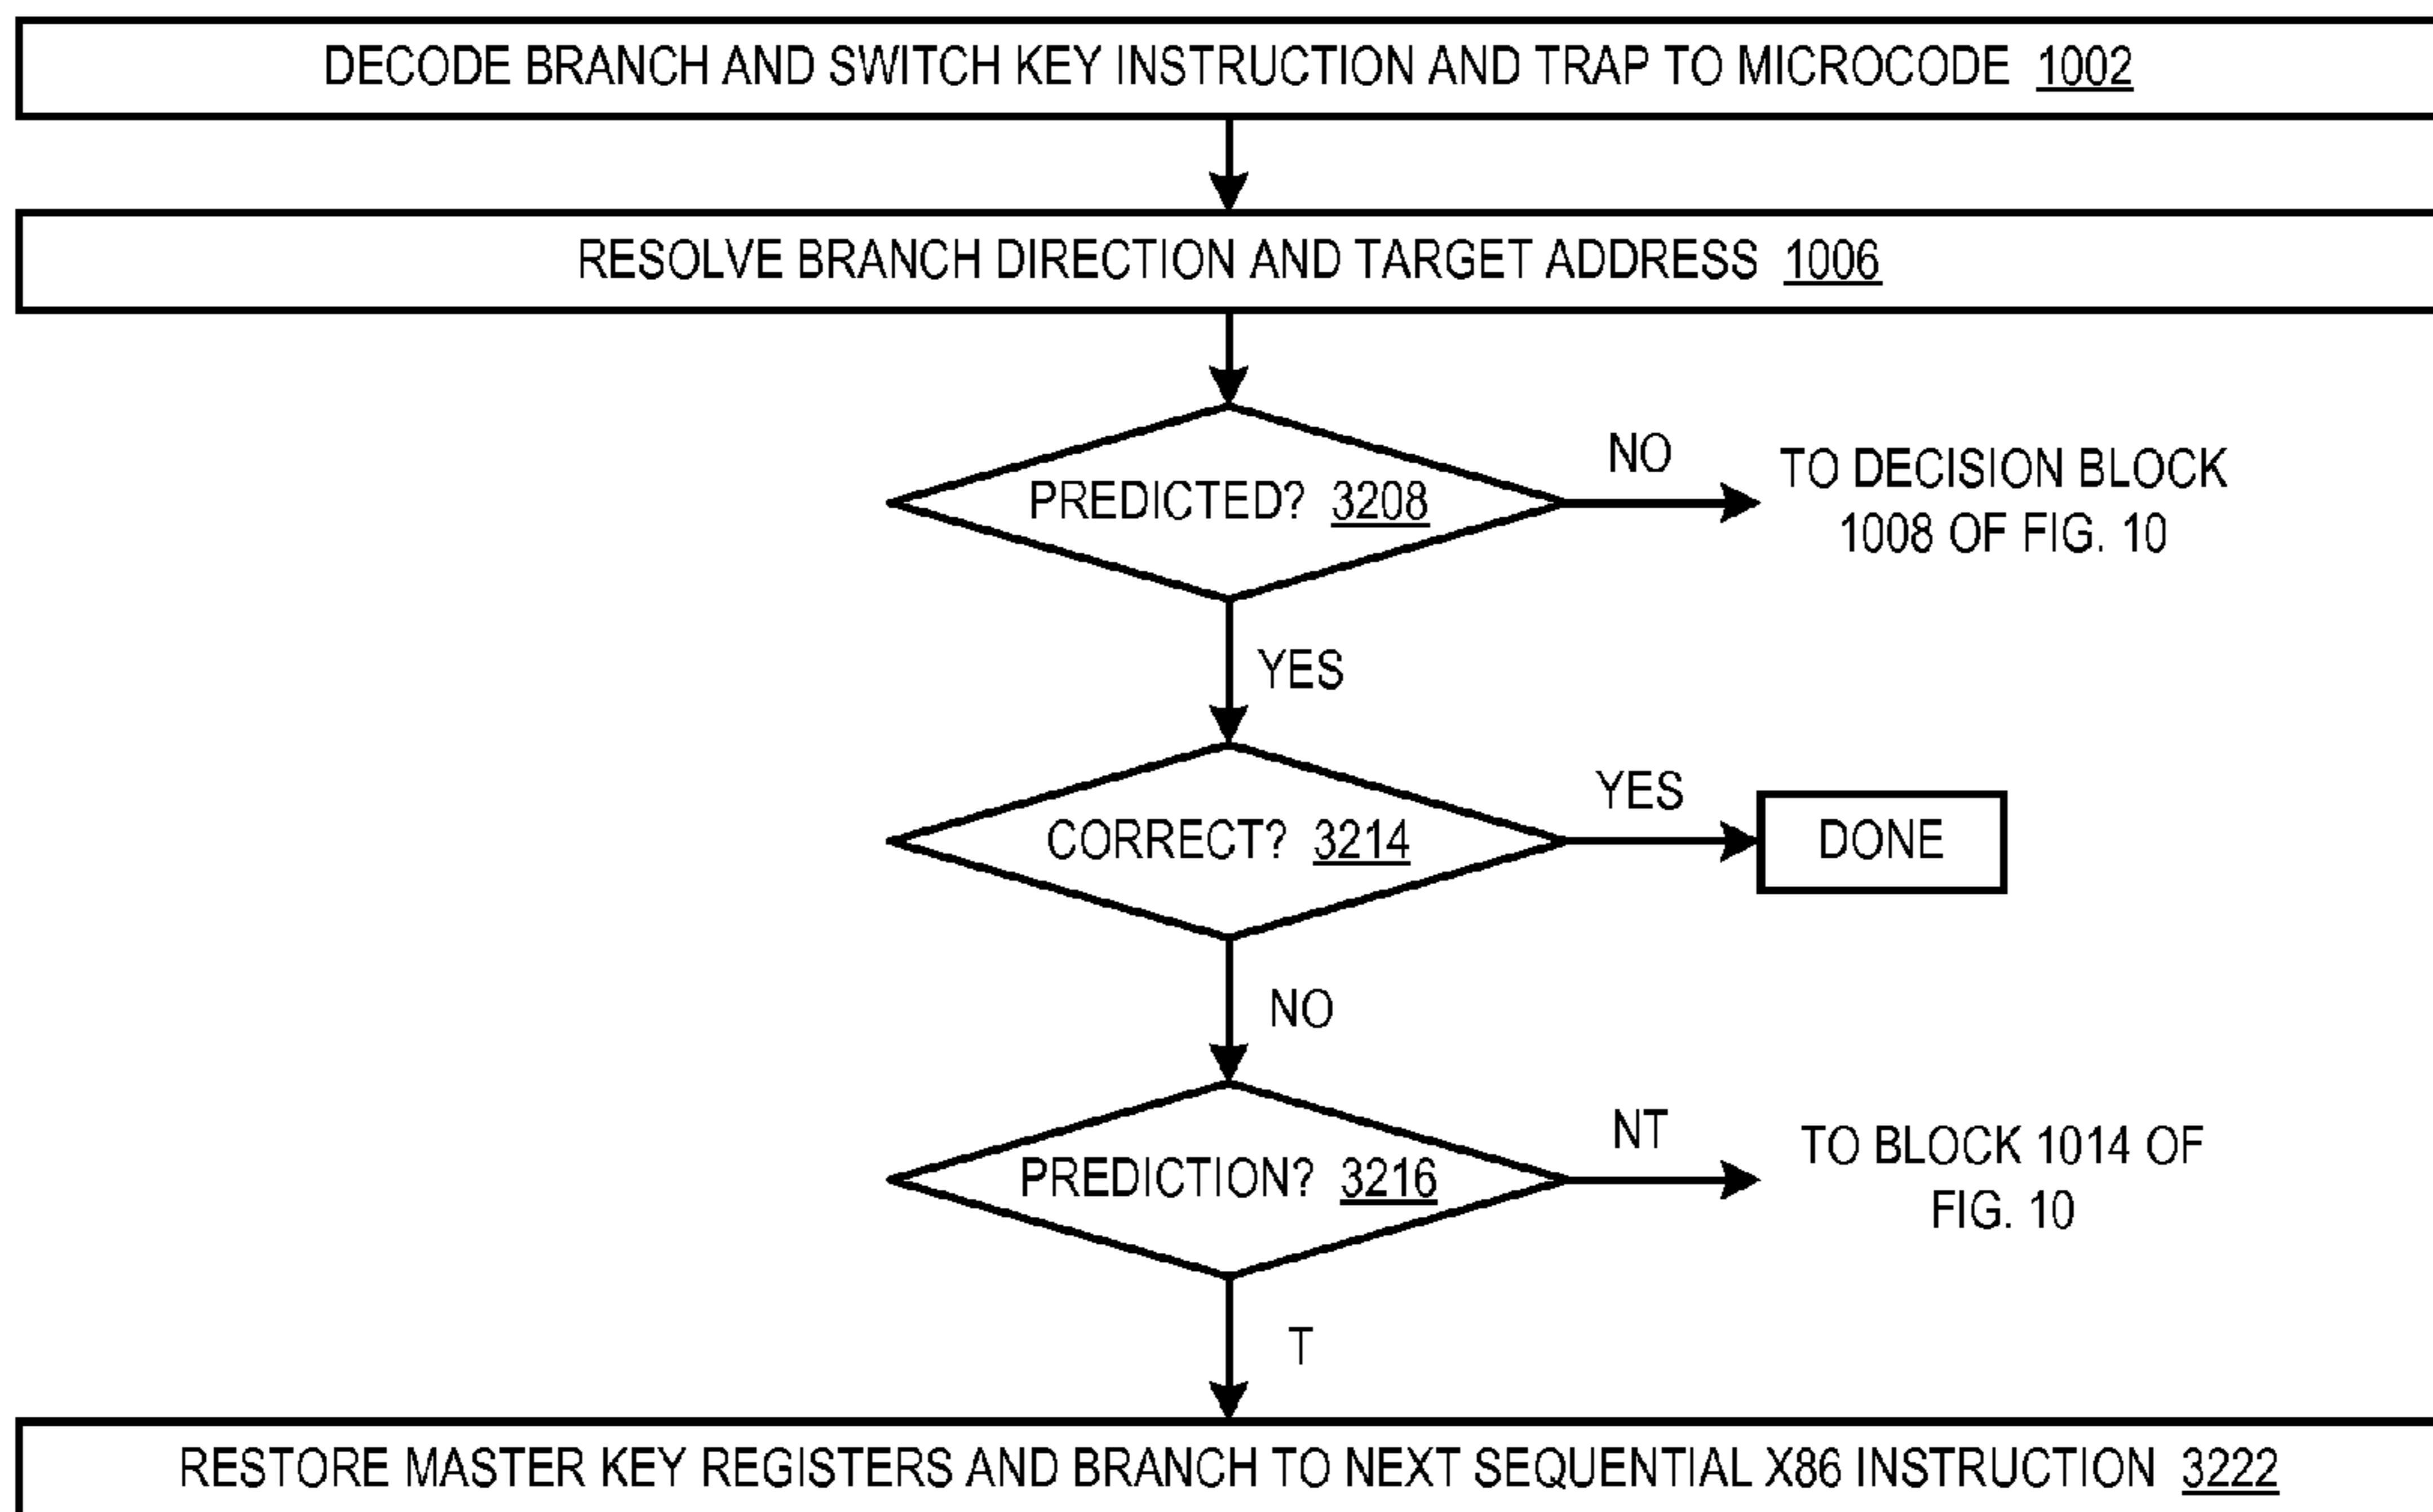 DECODE BRANCH AND SWITCH KEY INSTRUCTION AND TRAP TO MICROCODE 1002
RESOLVE BRANCH DIRECTION AND TARGET ADDRESS 1006
PREDICTED? 3208
NO
TO DECISION BLOCK
1008 OF FIG. 10
YES
CORRECT? 3214
YES
DONE
NO
PREDICTION? 3216
NT
TO BLOCK 1014 OF
FIG. 10
T
RESTORE MASTER KEY REGISTERS AND BRANCH TO NEXT SEQUENTIAL X86 INSTRUCTION 3222